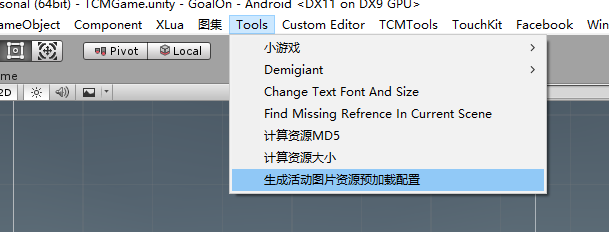 rsonal (64bit) - TCMGame.unity - GoalOn - Android <DX11 on DX9 GPU>
ameObject Component XLua 图集 Tools Custom Editor TCMTools TouchKit Facebook Wind
Pivot Local
me
2D
小游戏
Demigiant
Change Text Font And Size
Find Missing Refrence In Current Scene
计算资源MD5
计算资源大小
生成活动图片资源预加载配置